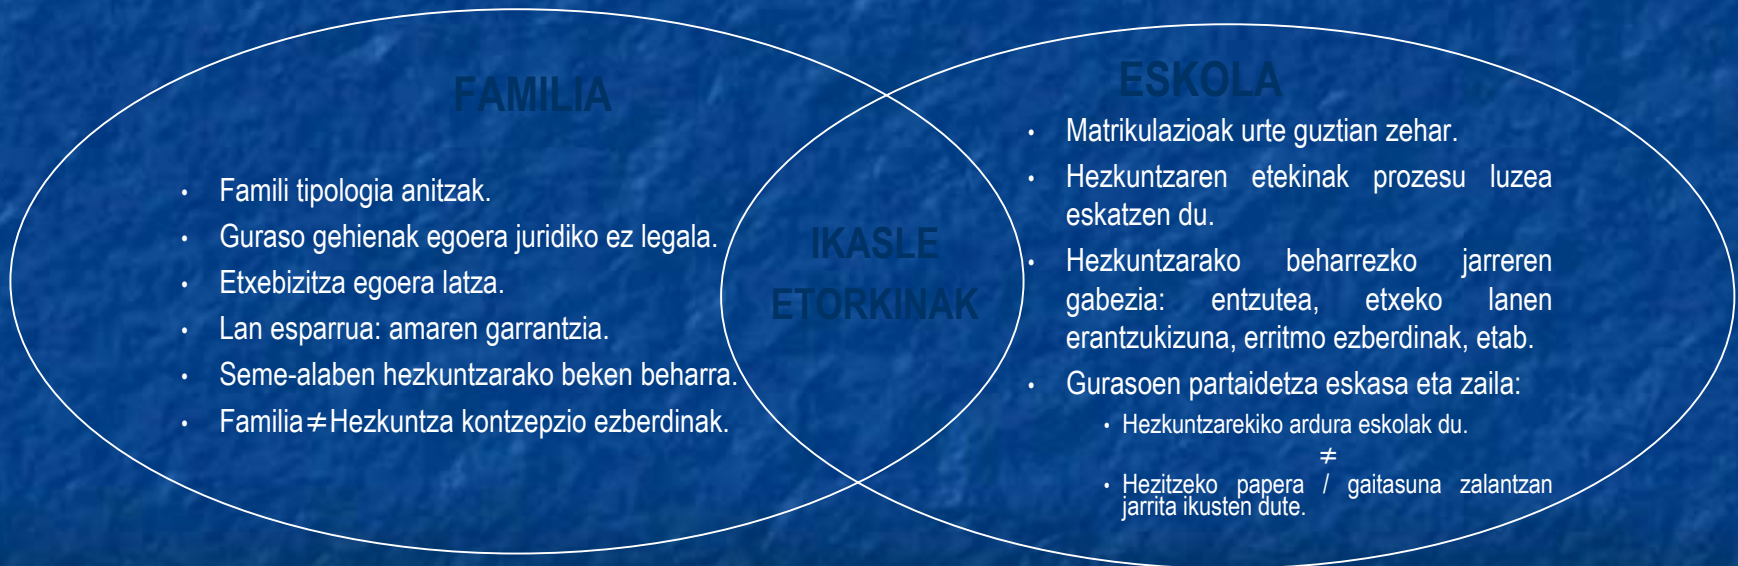 FAMILIA
• Famili tipologia anitzak.
• Guraso gehienak egoera juridiko ez legala.
• Etxebizitza egoera latza.
• Lan esparrua: amaren garrantzia.
• Seme-alaben hezkuntzarako beken beharra.
• Familia≠Hezkuntza kontzepzio ezberdinak.
IKASLE
ETORKINAK
ESKOLA
• Matrikulazioak urte guztian zehar.
• Hezkuntzaren etekinak prozesu luzea
eskatzen du.
• Hezkuntzarako beharrezko jarreren
gabezia: entzutea, etxeko lanen
erantzukizuna, erritmo ezberdinak, etab.
• Gurasoen partaidetza eskasa eta zaila:
• Hezkuntzarekiko ardura eskolak du.
≠
• Hezitzeko papera / gaitasuna zalantzan
jarrita ikusten dute.